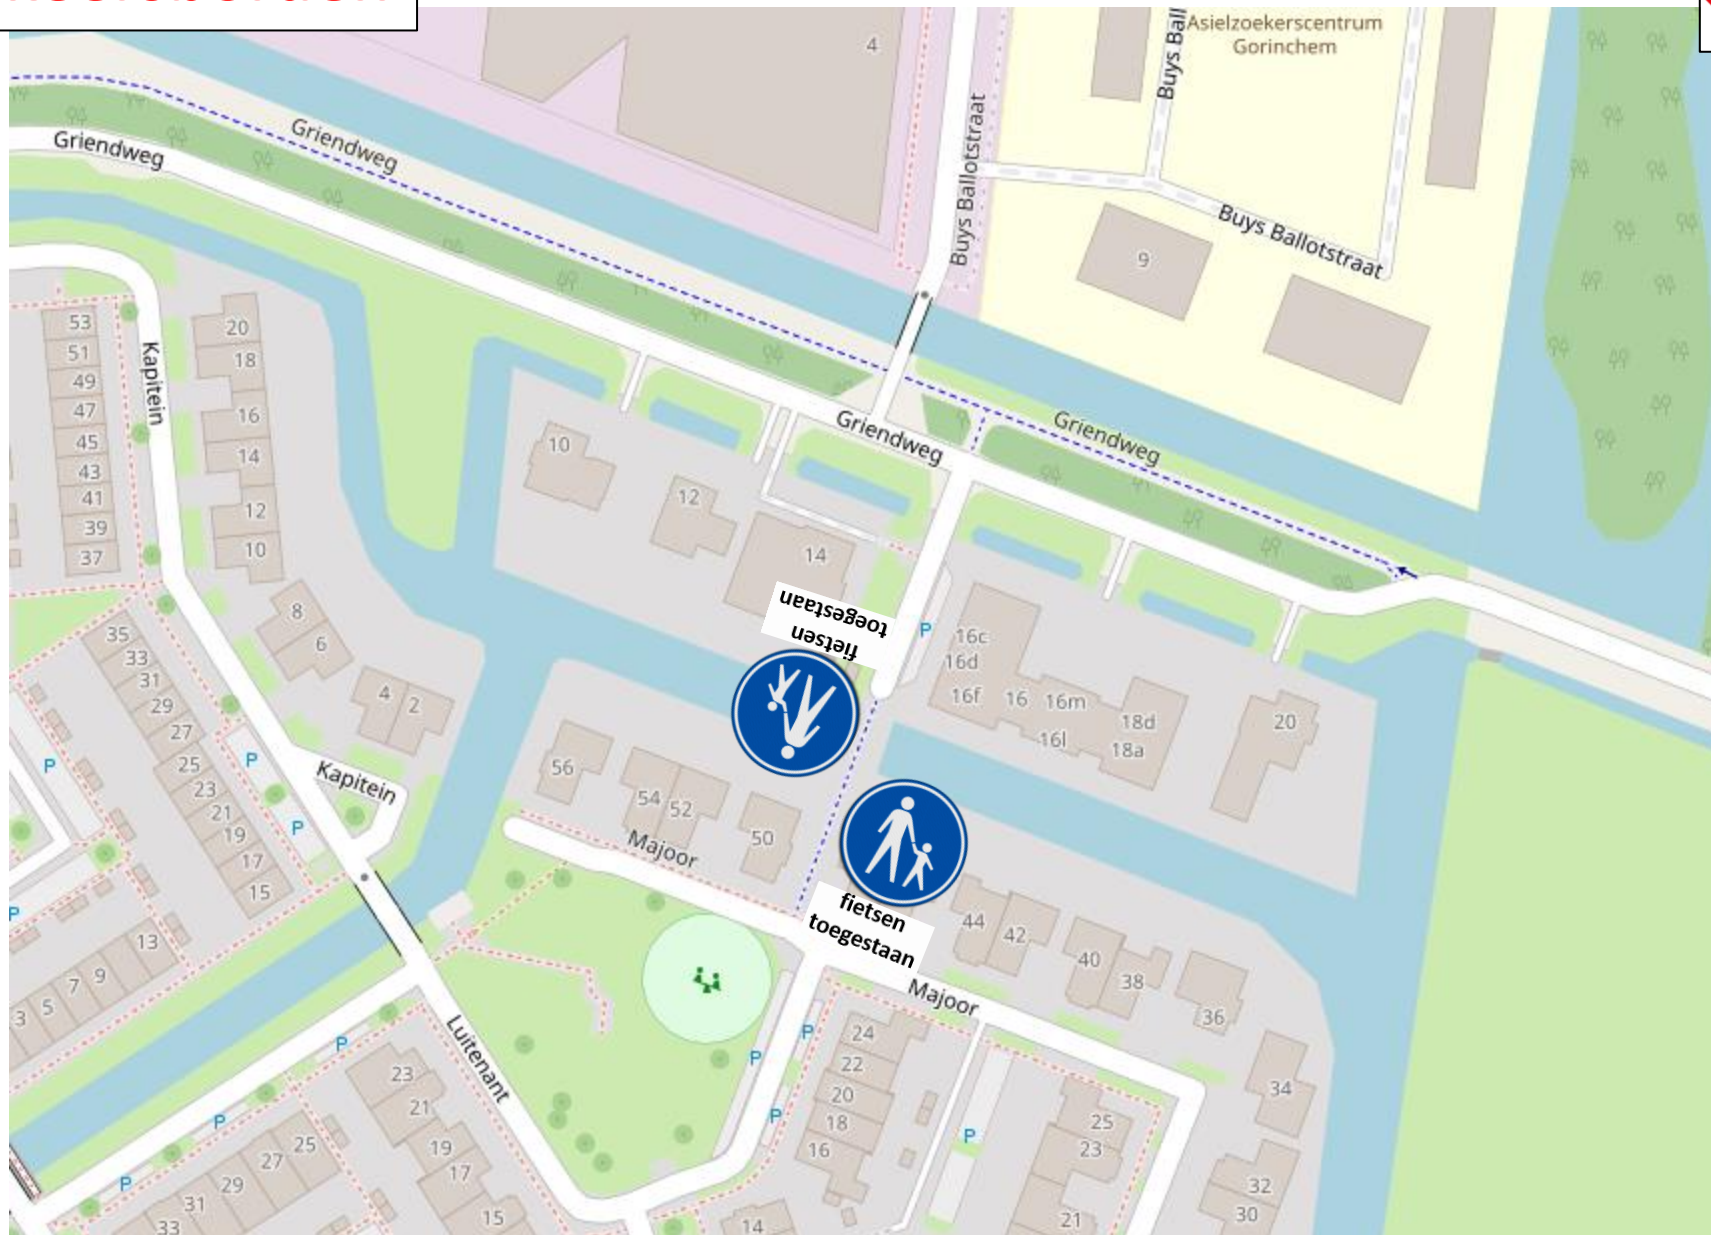 4
Asielzoekerscentrum
Gorinchem
Buys Ballotstraat
Griendweg
Griendweg
Buys Ballotstraat
9
53
51
49
47
45
43
41
39
37
Kapitein
20
18
16
14
12
10
10
12
14
Griendweg
Griendweg
8
6
4
2
35
33
31
29
27
25
23
21
19
17
15
P
P
P
P
Kapitein
fietsen
toegestaan
P
16c
16d
16f
16
16m
16l
18d
18a
20
56
54
52
50
Majoor
fietsen
toegestaan
44
42
40
38
36
34
32
30
Majoor
13
9
7
5
3
Luitenant
P
P
P
P
P
P
P
24
22
20
18
16
14
25
23
21
23
21
19
17
15
25
27
29
31
33